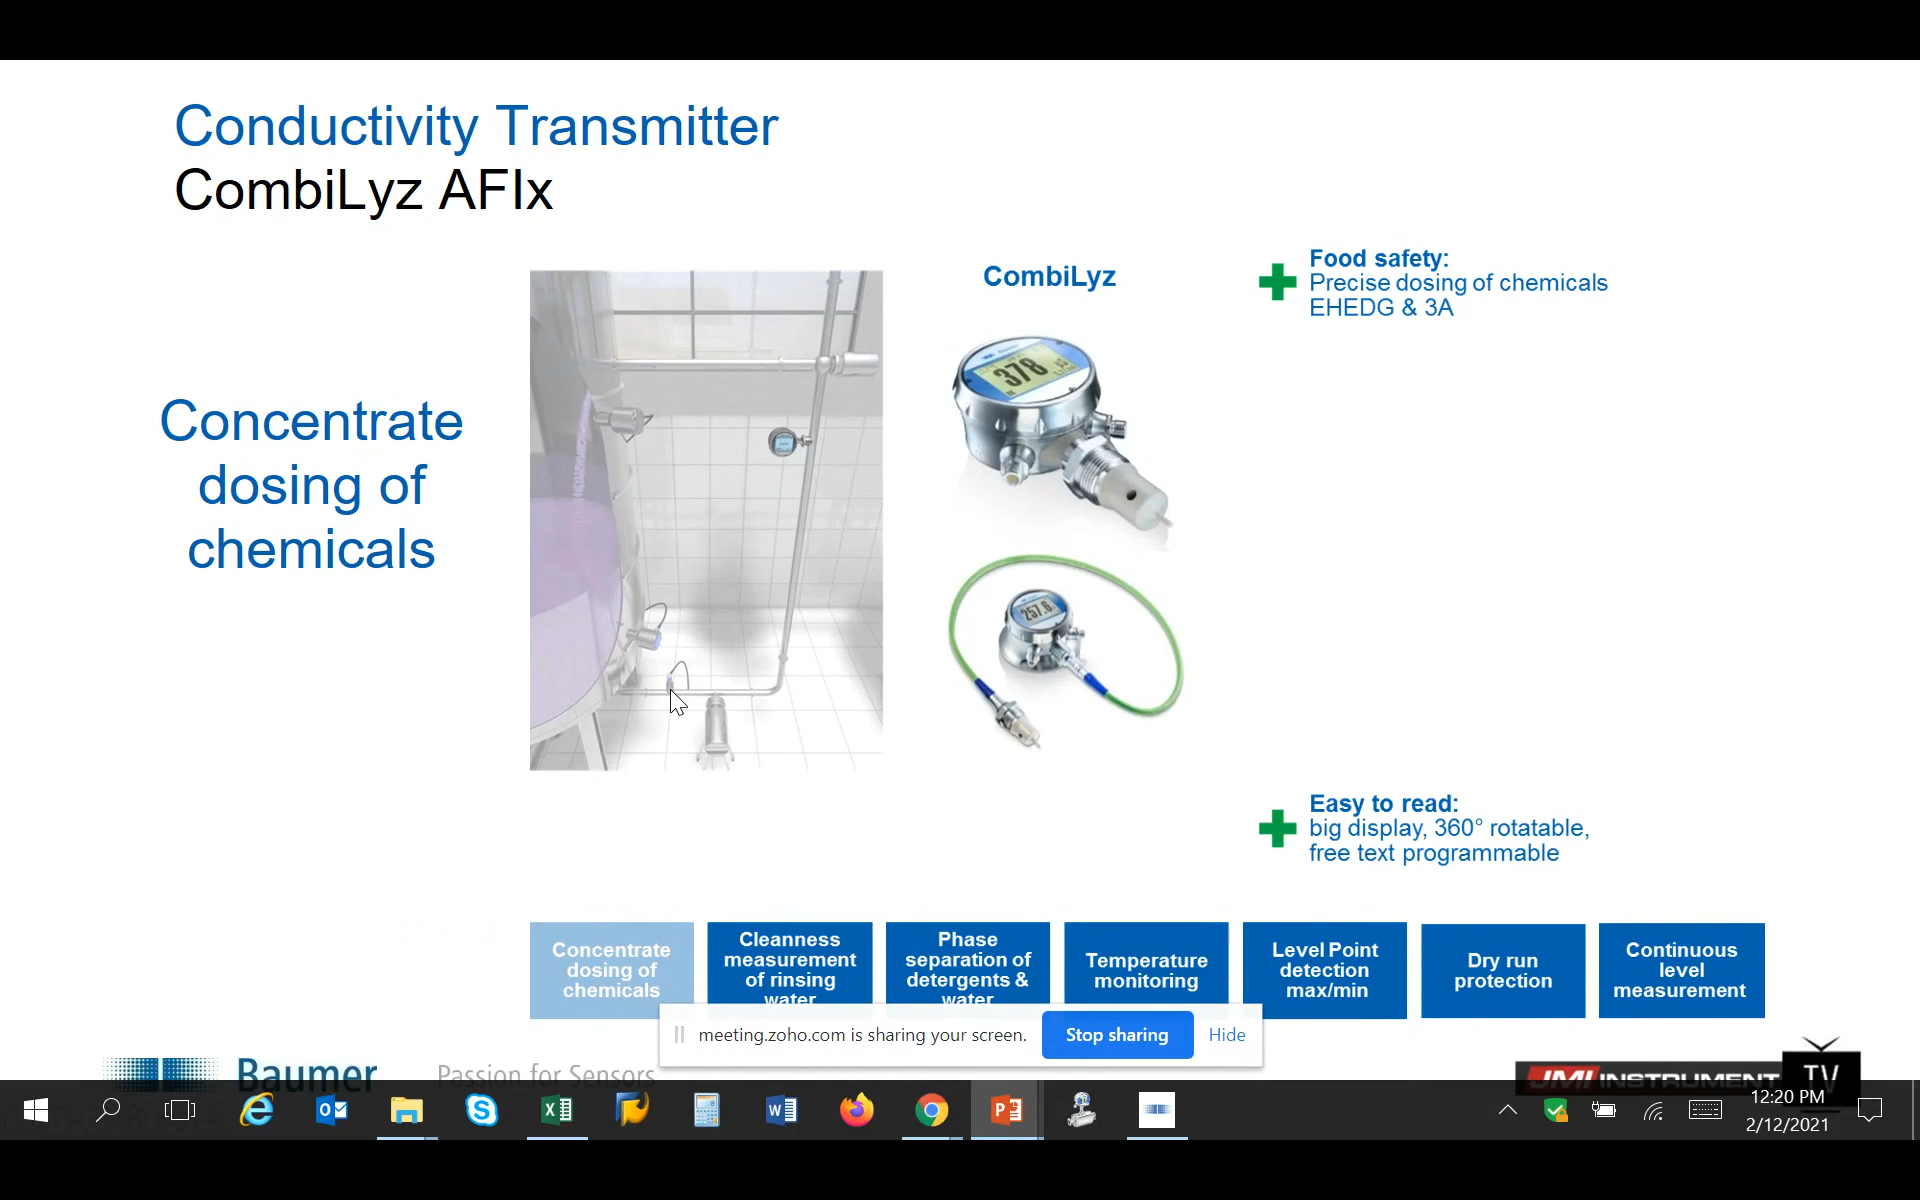 Conductivity Transmitter
CombiLyz AFIx
Concentrate
dosing of
chemicals
CombiLyz
Baumer
378
257.6
Food safety:
Precise dosing of chemicals
EHEDG & 3A
Easy to read:
big display, 360° rotatable,
free text programmable
Concentrate
dosing of
chemicals
Cleanness
measurement
of rinsing
water
Phase
separation of
detergents &
water
Temperature
monitoring
Level Point
detection
max/min
Dry run
protection
Continuous
level
measurement
meeting.zoho.com is sharing your screen.
Stop sharing
Hide
Baumer
Passion for Sensors
JMI INSTRUMENT
TV
12:20 PM
2/12/2021